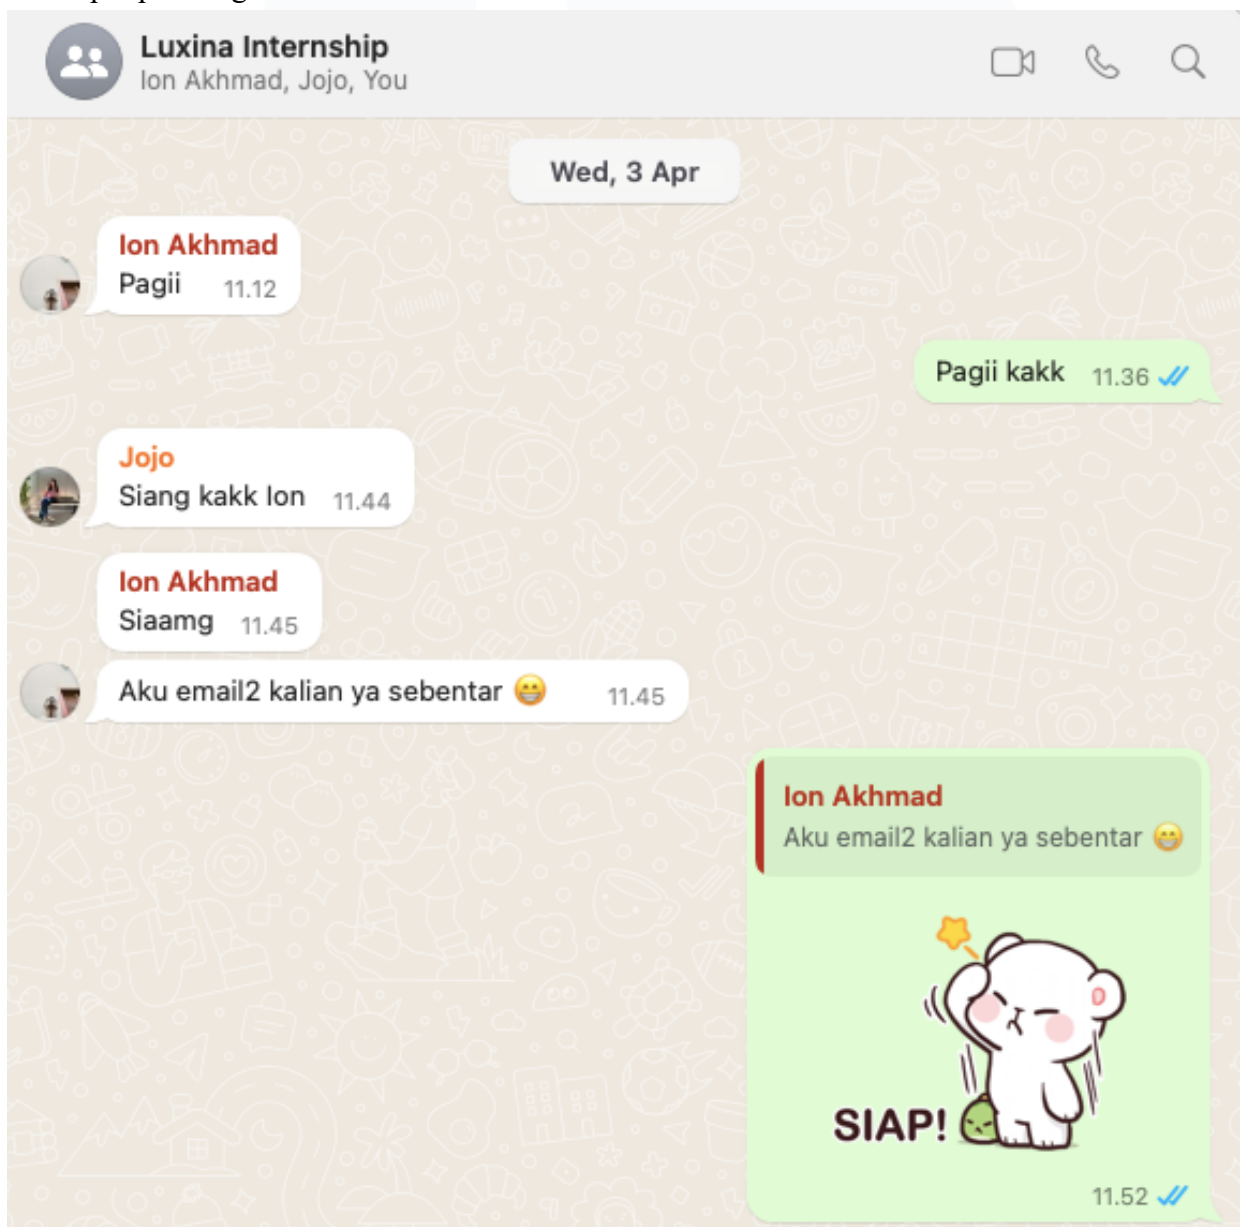 Luxina Internship
Ion Akhmad, Jojo, You
Wed, 3 Apr
Ion Akhmad
Pagii 11.12
Pagii kakk 11.36
Jojo
Siang kakk Ion 11.44
Ion Akhmad
Siaamg 11.45
Aku email2 kalian ya sebentar 😁 11.45
Ion Akhmad
Aku email2 kalian ya sebentar 😁
SIAP!
11.52